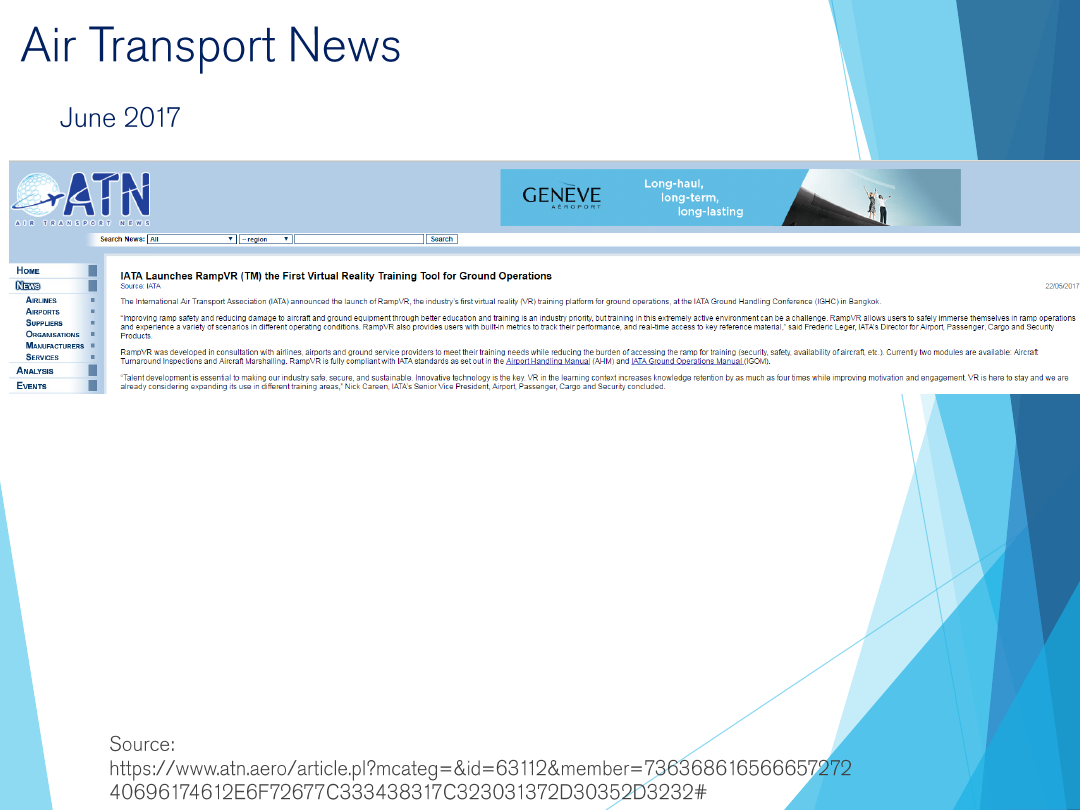 Air Transport News
June 2017
ATN
AIR TRANSPORT NEWS
GENÈVE
AÉROPORT
Long-haul,
long-term,
long-lasting
Search News: All -- region Search
HOME
NEWS
AIRLINES
AIRPORTS
SUPPLIERS
ORGANISATIONS
MANUFACTURERS
SERVICES
ANALYSIS
EVENTS
IATA Launches RampVR (TM) the First Virtual Reality Training Tool for Ground Operations
Source: IATA 22/05/2017
The International Air Transport Association (IATA) announced the launch of RampVR, the industry's first virtual reality (VR) training platform for ground operations, at the IATA Ground Handling Conference (IGHC) in Bangkok.
"Improving ramp safety and reducing damage to aircraft and ground equipment through better education and training is an industry priority, but training in this extremely active environment can be a challenge. RampVR allows users to safely immerse themselves in ramp operations
and experience a variety of scenarios in different operating conditions. RampVR also provides users with built-in metrics to track their performance, and real-time access to key reference material," said Frederic Leger, IATA's Director for Airport, Passenger, Cargo and Security
Products.
RampVR was developed in consultation with airlines, airports and ground service providers to meet their training needs while reducing the burden of accessing the ramp for training (security, safety, availability of aircraft, etc.). Currently two modules are available: Aircraft
Turnaround Inspections and Aircraft Marshalling. RampVR is fully compliant with IATA standards as set out in the Airport Handling Manual (AHM) and IATA Ground Operations Manual (IGOM).
"Talent development is essential to making our industry safe, secure, and sustainable. Innovative technology is the key. VR in the learning context increases knowledge retention by as much as four times while improving motivation and engagement. VR is here to stay and we are
already considering expanding its use in different training areas," Nick Careen, IATA's Senior Vice President, Airport, Passenger, Cargo and Security concluded.
Source:
https://www.atn.aero/article.pl?mcateg=&id=63112&member=736368616566657272
40696174612E6F72677C333438317C323031372D30352D3232#